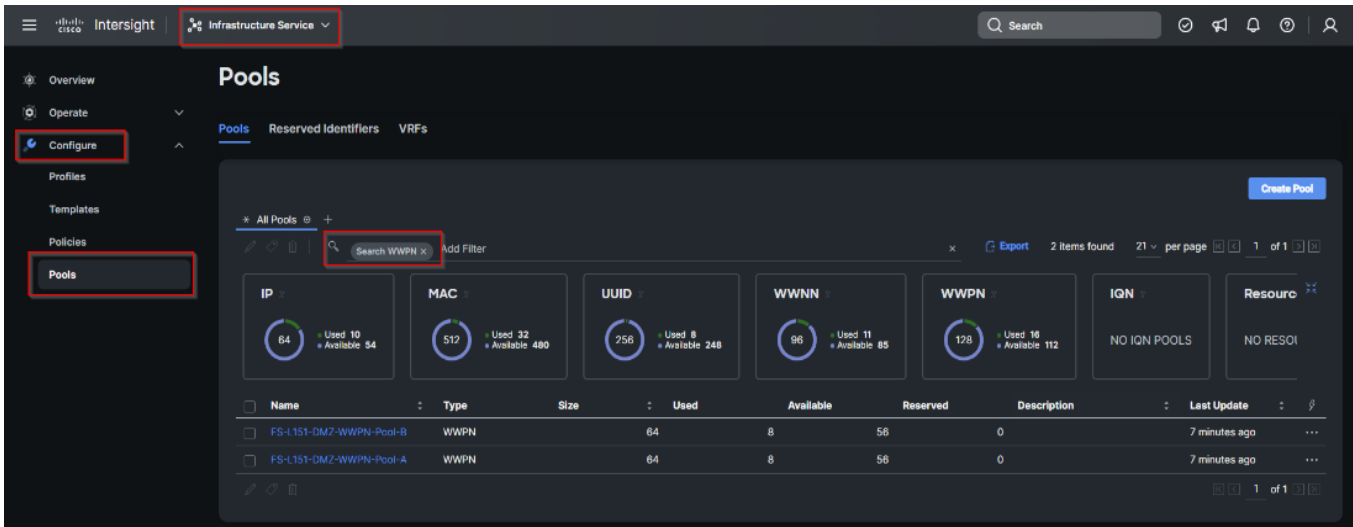 cisco Intersight Infrastructure Service Search
Overview
Operate
Configure
Profiles
Templates
Policies
Pools
Pools
Pools Reserved Identifiers VRFs
Create Pool
All Pools
Search WWPN × Add Filter × Export 2 items found 21 per page 1 of 1
IP
64
Used 10
Available 54
MAC
512
Used 32
Available 480
UUID
256
Used 8
Available 248
WWNN
96
Used 11
Available 85
WWPN
128
Used 16
Available 112
IQN
NO IQN POOLS
Resourc
NO RESOU
Name Type Size Used Available Reserved Description Last Update
FS-L151-DMZ-WWPN-Pool-B WWPN 64 8 56 0 7 minutes ago ...
FS-L151-DMZ-WWPN-Pool-A WWPN 64 8 56 0 7 minutes ago ...
1 of 1